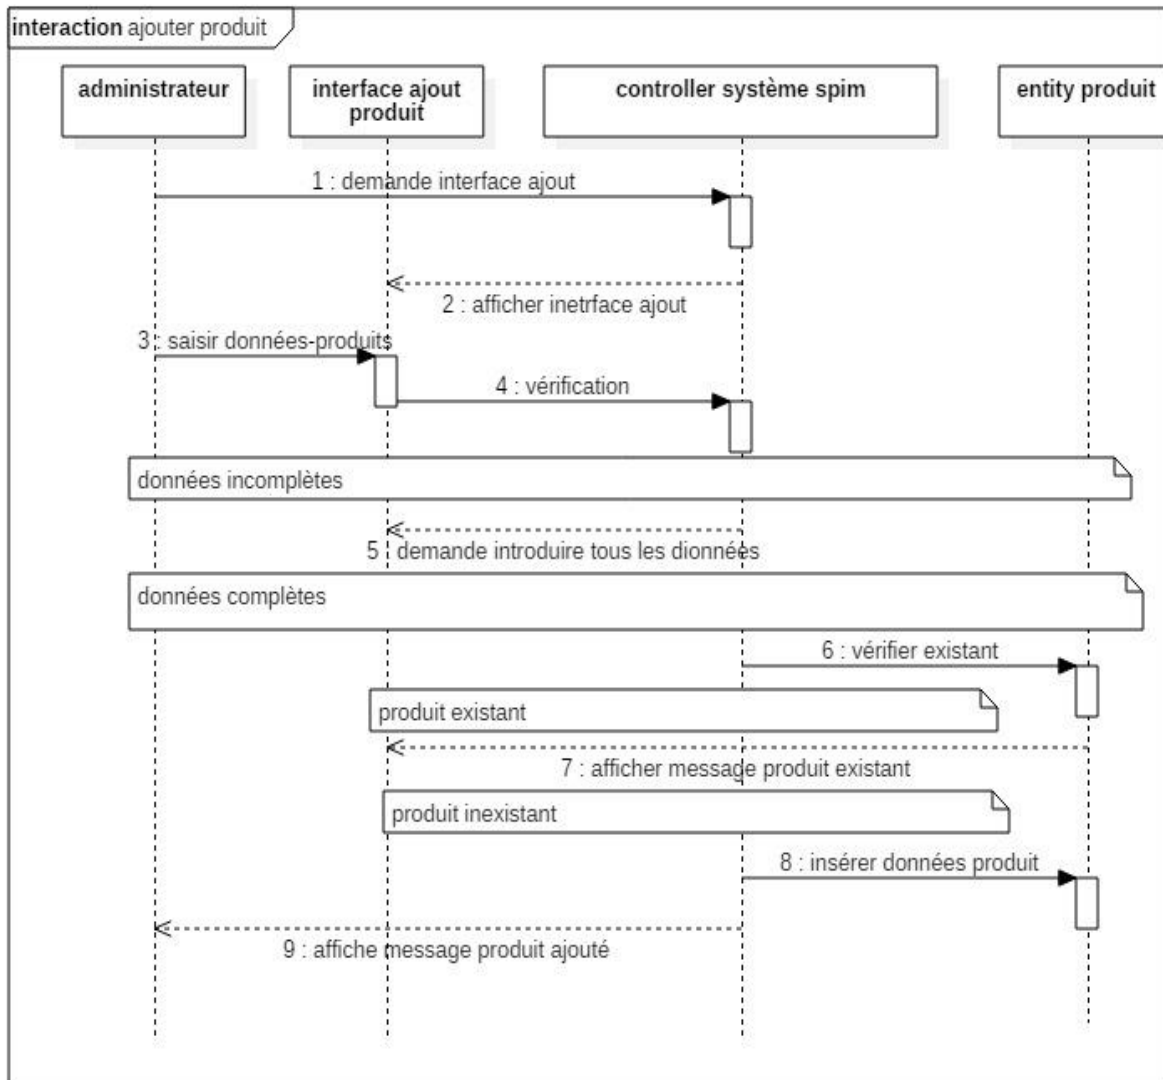 interaction ajouter produit
administrateur
interface ajout
produit
controller système spim
entity produit
1 : demande interface ajout
2 : afficher inetrface ajout
3 : saisir données-produits
4 : vérification
données incomplètes
5 : demande introduire tous les dionnées
données complètes
6 : vérifier existant
produit existant
7 : afficher message produit existant
produit inexistant
8 : insérer données produit
9 : affiche message produit ajouté